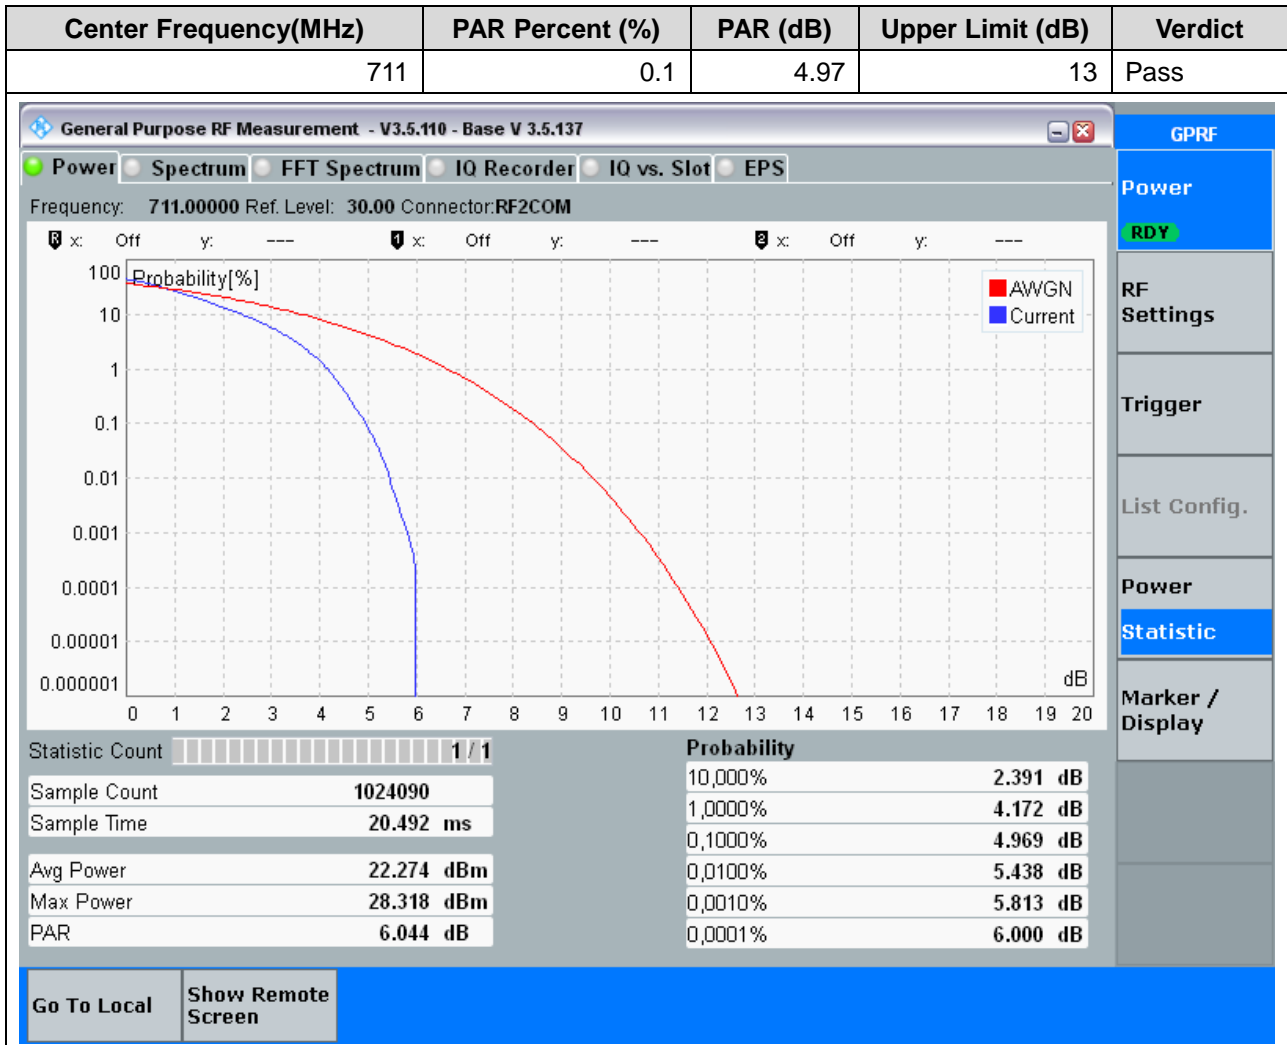 Center Frequency(MHz) PAR Percent (%) PAR (dB) Upper Limit (dB) Verdict
711 0.1 4.97 13 Pass
General Purpose RF Measurement - V3.5.110 - Base V 3.5.137
GPRF
Power Spectrum FFT Spectrum IQ Recorder IQ vs. Slot EPS
Power
RDY
Frequency: 711.00000 Ref. Level: 30.00 Connector:RF2COM
R x: Off y: --- 1 x: Off y: --- 2 x: Off y: ---
Probability[%]
AWGN
Current
100
10
1
0.1
0.01
0.001
0.0001
0.00001
0.000001
dB
0 1 2 3 4 5 6 7 8 9 10 11 12 13 14 15 16 17 18 19 20
RF
Settings
Trigger
List Config.
Power
Statistic
Marker /
Display
Statistic Count 1 / 1
Sample Count 1024090
Sample Time 20.492 ms
Avg Power 22.274 dBm
Max Power 28.318 dBm
PAR 6.044 dB
Probability
10,000% 2.391 dB
1,0000% 4.172 dB
0,1000% 4.969 dB
0,0100% 5.438 dB
0,0010% 5.813 dB
0,0001% 6.000 dB
Go To Local
Show Remote
Screen